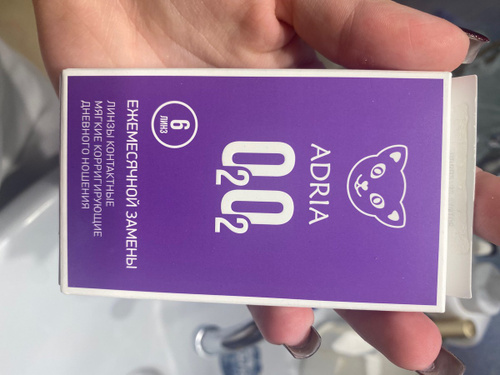 ADRIA
O2O2
6
ЛИНЗ
ЕЖЕМЕСЯЧНОЙ ЗАМЕНЫ
ЛИНЗЫ КОНТАКТНЫЕ
МЯГКИЕ КОРРИГИРУЮЩИЕ
ДНЕВНОГО НОШЕНИЯ